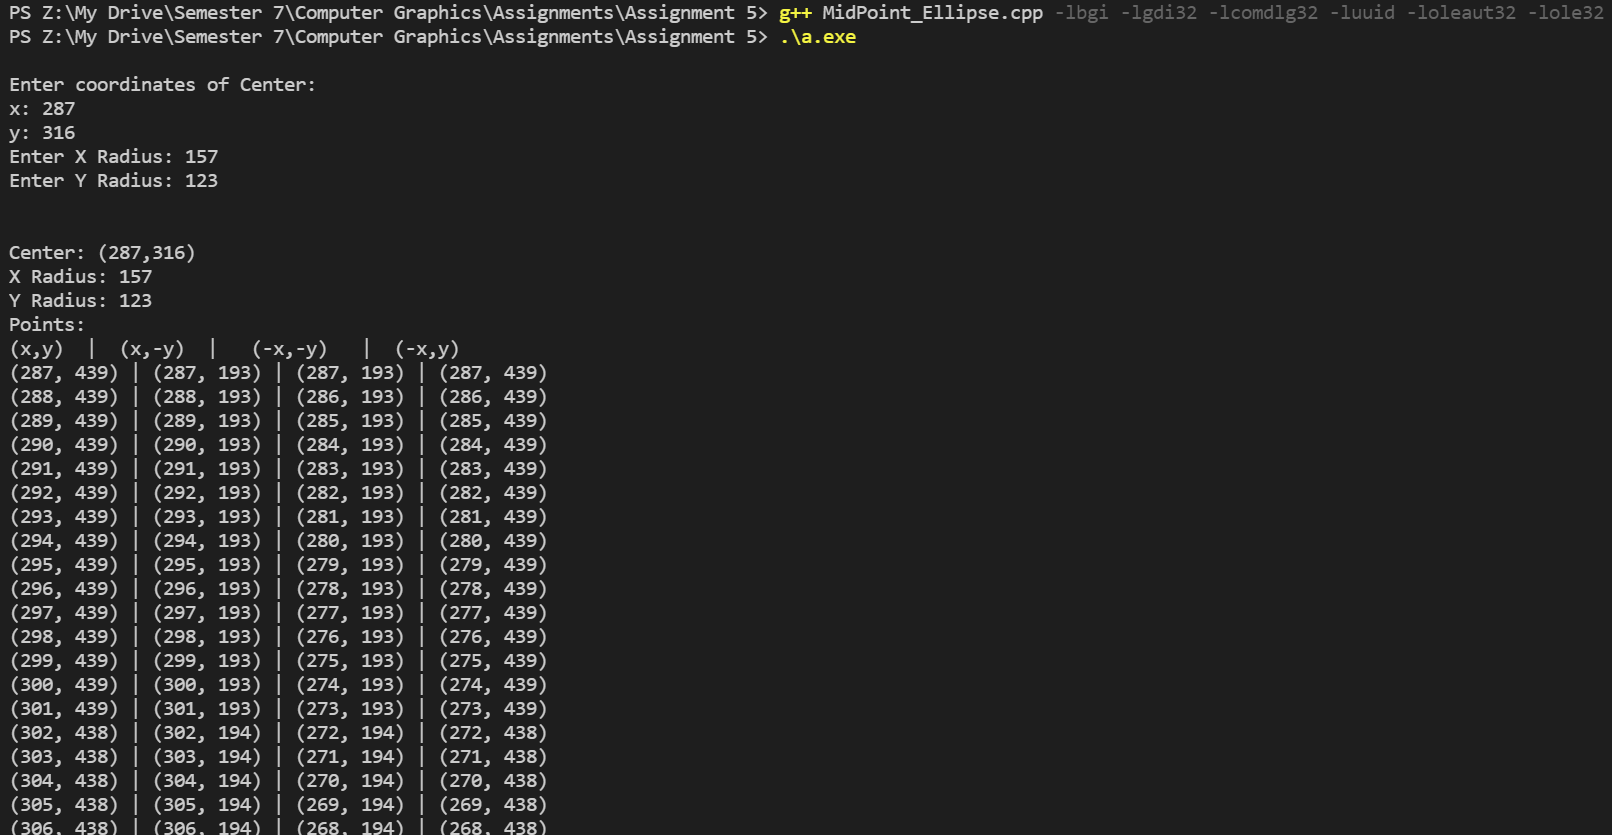 PS Z:\My Drive\Semester 7\Computer Graphics\Assignments\Assignment 5> g++ MidPoint_Ellipse.cpp -lbgi -lgdi32 -lcomdlg32 -luuid -loleaut32 -lole32
PS Z:\My Drive\Semester 7\Computer Graphics\Assignments\Assignment 5> .\a.exe
Enter coordinates of Center:
x: 287
y: 316
Enter X Radius: 157
Enter Y Radius: 123
Center: (287,316)
X Radius: 157
Y Radius: 123
Points:
(x,y)  |  (x,-y)  |   (-x,-y)   |  (-x,y)
(287, 439) | (287, 193) | (287, 193) | (287, 439)
(288, 439) | (288, 193) | (286, 193) | (286, 439)
(289, 439) | (289, 193) | (285, 193) | (285, 439)
(290, 439) | (290, 193) | (284, 193) | (284, 439)
(291, 439) | (291, 193) | (283, 193) | (283, 439)
(292, 439) | (292, 193) | (282, 193) | (282, 439)
(293, 439) | (293, 193) | (281, 193) | (281, 439)
(294, 439) | (294, 193) | (280, 193) | (280, 439)
(295, 439) | (295, 193) | (279, 193) | (279, 439)
(296, 439) | (296, 193) | (278, 193) | (278, 439)
(297, 439) | (297, 193) | (277, 193) | (277, 439)
(298, 439) | (298, 193) | (276, 193) | (276, 439)
(299, 439) | (299, 193) | (275, 193) | (275, 439)
(300, 439) | (300, 193) | (274, 193) | (274, 439)
(301, 439) | (301, 193) | (273, 193) | (273, 439)
(302, 438) | (302, 194) | (272, 194) | (272, 438)
(303, 438) | (303, 194) | (271, 194) | (271, 438)
(304, 438) | (304, 194) | (270, 194) | (270, 438)
(305, 438) | (305, 194) | (269, 194) | (269, 438)
(306, 438) | (306, 194) | (268, 194) | (268, 438)